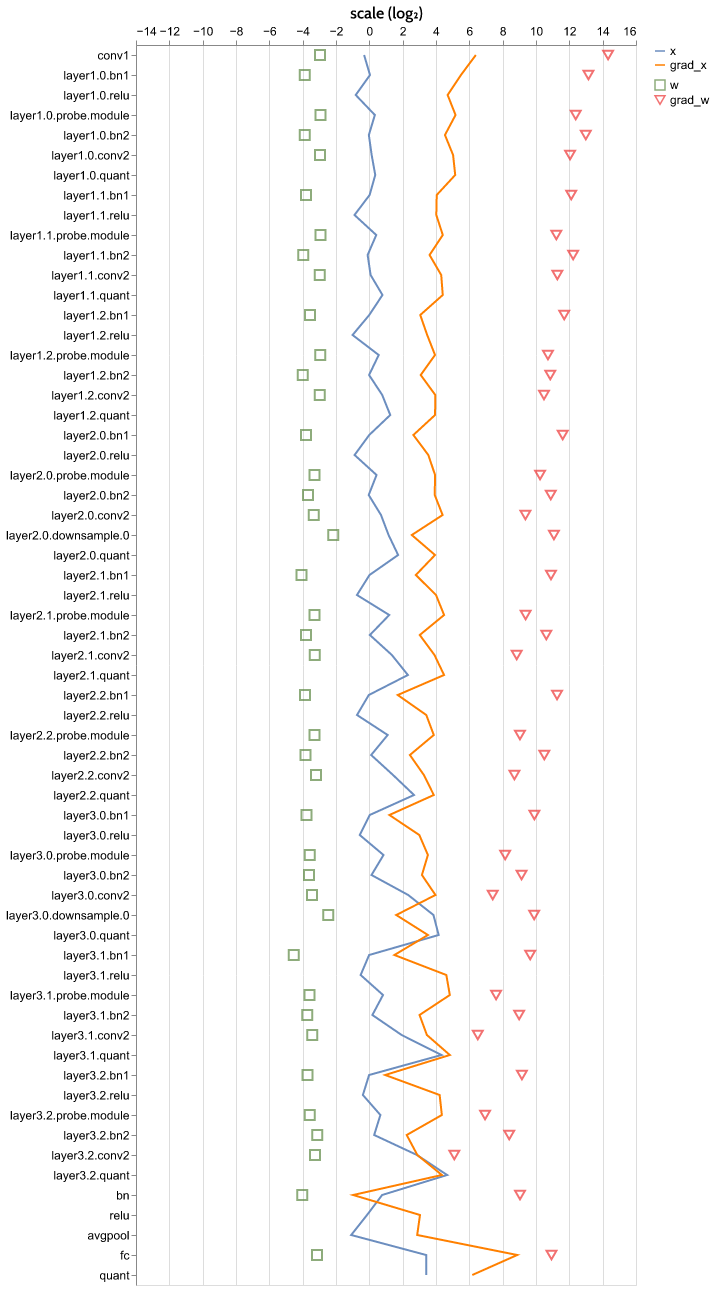 scale (log₂)
−14 −12 −10 −8 −6 −4 −2 0 2 4 6 8 10 12 14 16
x
grad_x
w
grad_w
conv1
layer1.0.bn1
layer1.0.relu
layer1.0.probe.module
layer1.0.bn2
layer1.0.conv2
layer1.0.quant
layer1.1.bn1
layer1.1.relu
layer1.1.probe.module
layer1.1.bn2
layer1.1.conv2
layer1.1.quant
layer1.2.bn1
layer1.2.relu
layer1.2.probe.module
layer1.2.bn2
layer1.2.conv2
layer1.2.quant
layer2.0.bn1
layer2.0.relu
layer2.0.probe.module
layer2.0.bn2
layer2.0.conv2
layer2.0.downsample.0
layer2.0.quant
layer2.1.bn1
layer2.1.relu
layer2.1.probe.module
layer2.1.bn2
layer2.1.conv2
layer2.1.quant
layer2.2.bn1
layer2.2.relu
layer2.2.probe.module
layer2.2.bn2
layer2.2.conv2
layer2.2.quant
layer3.0.bn1
layer3.0.relu
layer3.0.probe.module
layer3.0.bn2
layer3.0.conv2
layer3.0.downsample.0
layer3.0.quant
layer3.1.bn1
layer3.1.relu
layer3.1.probe.module
layer3.1.bn2
layer3.1.conv2
layer3.1.quant
layer3.2.bn1
layer3.2.relu
layer3.2.probe.module
layer3.2.bn2
layer3.2.conv2
layer3.2.quant
bn
relu
avgpool
fc
quant